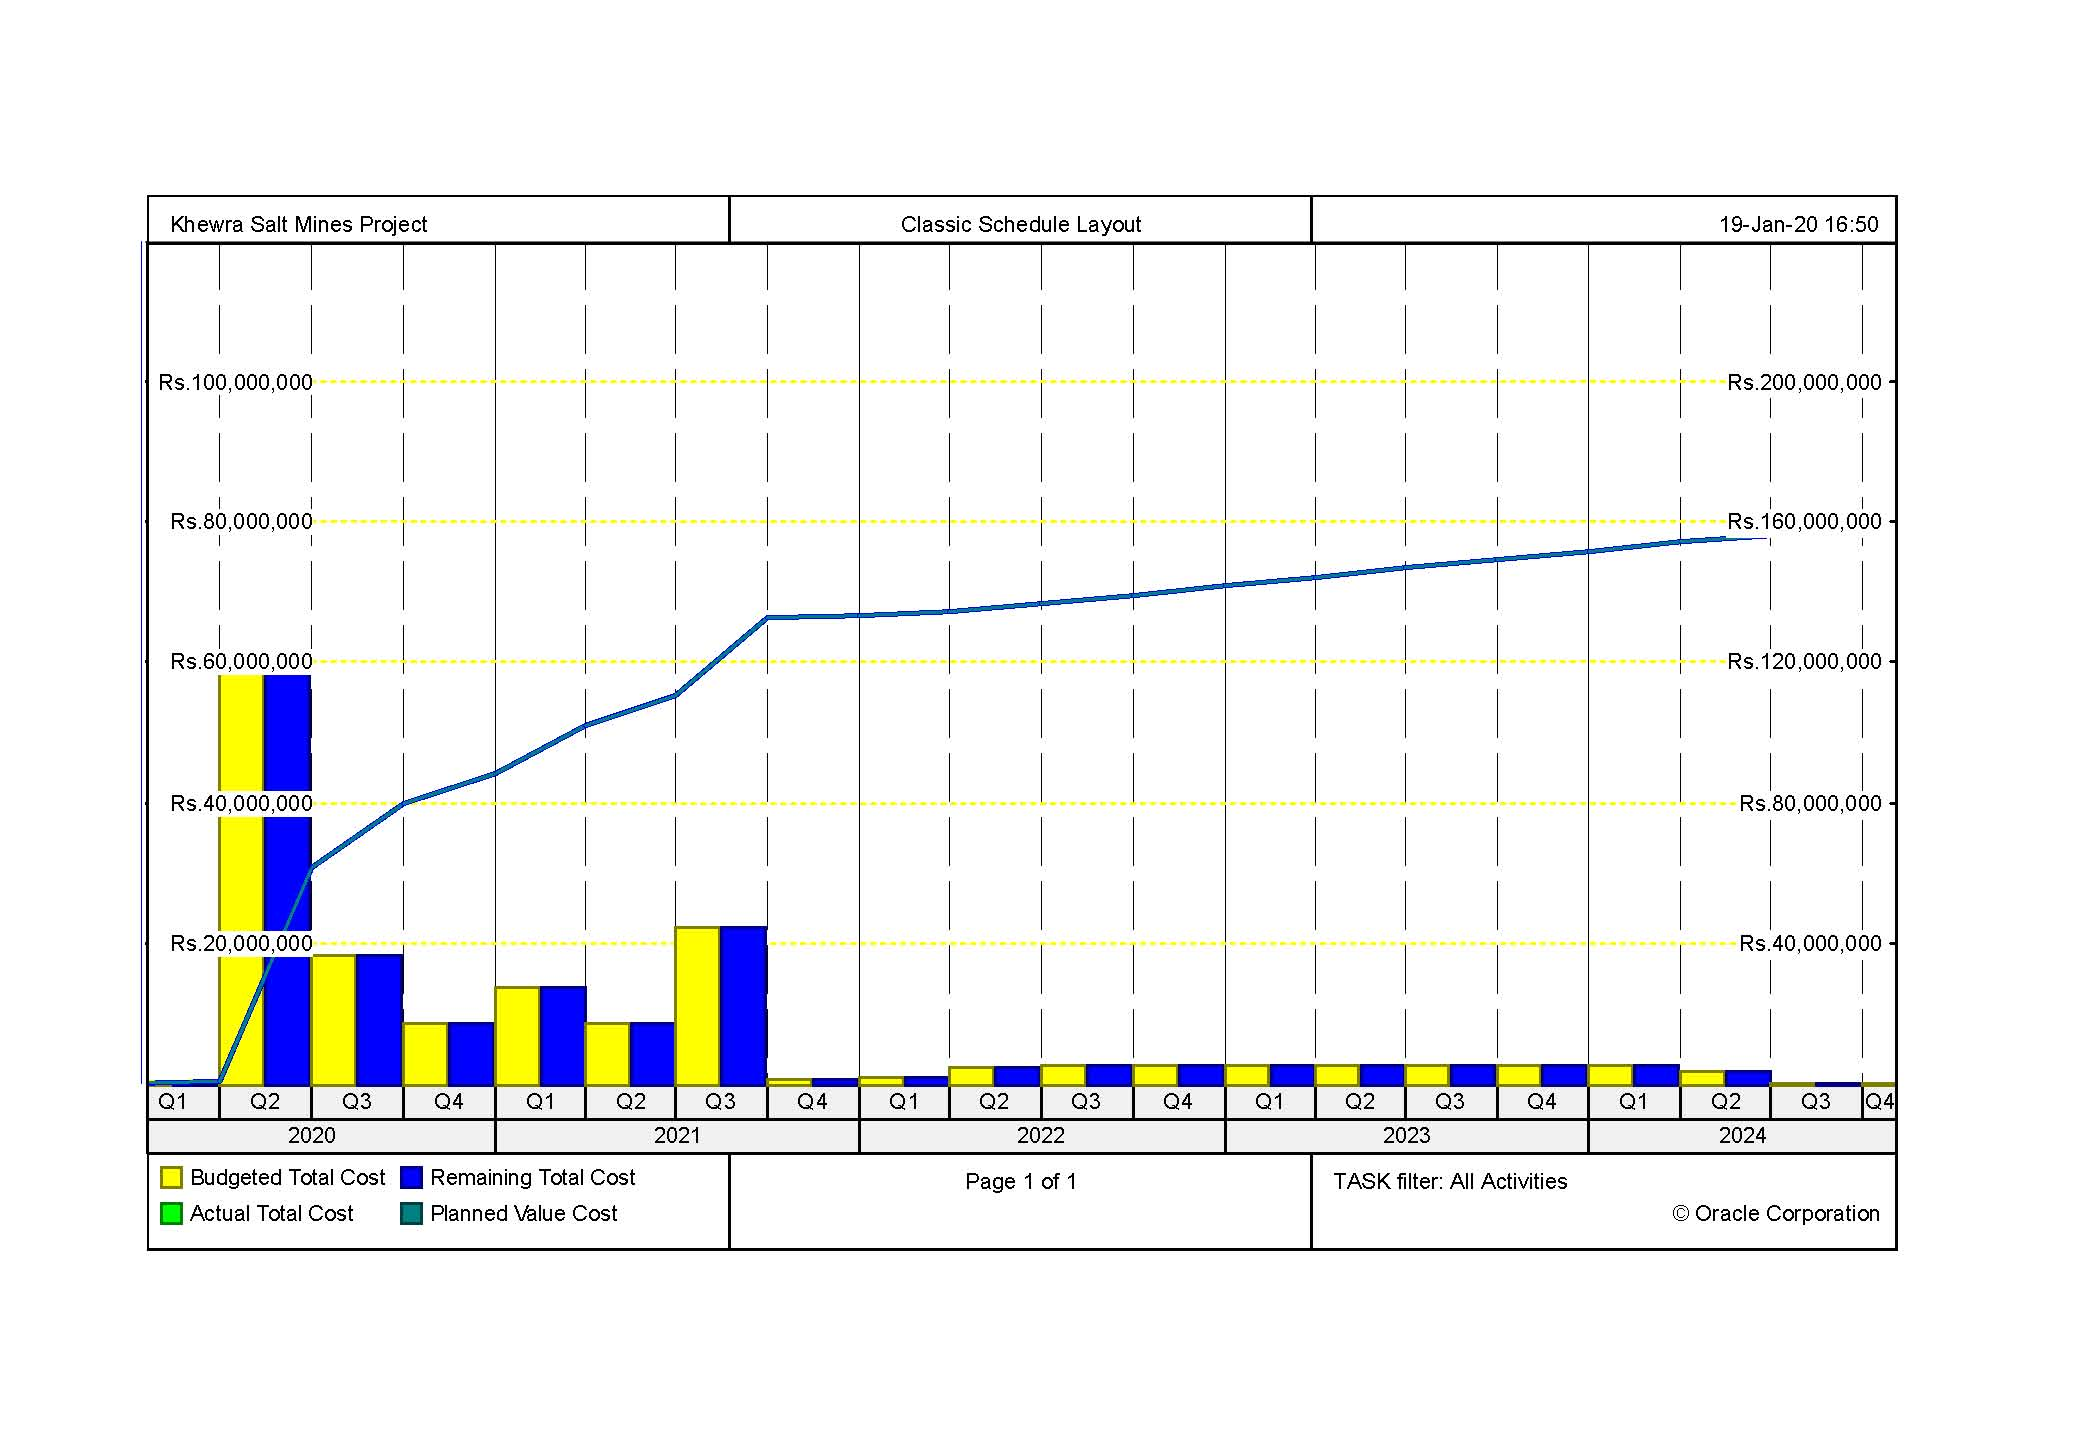 Khewra Salt Mines Project
Classic Schedule Layout
19-Jan-20 16:50
Rs.100,000,000
Rs.200,000,000
Rs.80,000,000
Rs.160,000,000
Rs.60,000,000
Rs.120,000,000
Rs.40,000,000
Rs.80,000,000
Rs.20,000,000
Rs.40,000,000
Q1 Q2 Q3 Q4 Q1 Q2 Q3 Q4 Q1 Q2 Q3 Q4 Q1 Q2 Q3 Q4 Q1 Q2 Q3 Q4
2020 2021 2022 2023 2024
Budgeted Total Cost
Remaining Total Cost
Actual Total Cost
Planned Value Cost
Page 1 of 1
TASK filter: All Activities
© Oracle Corporation